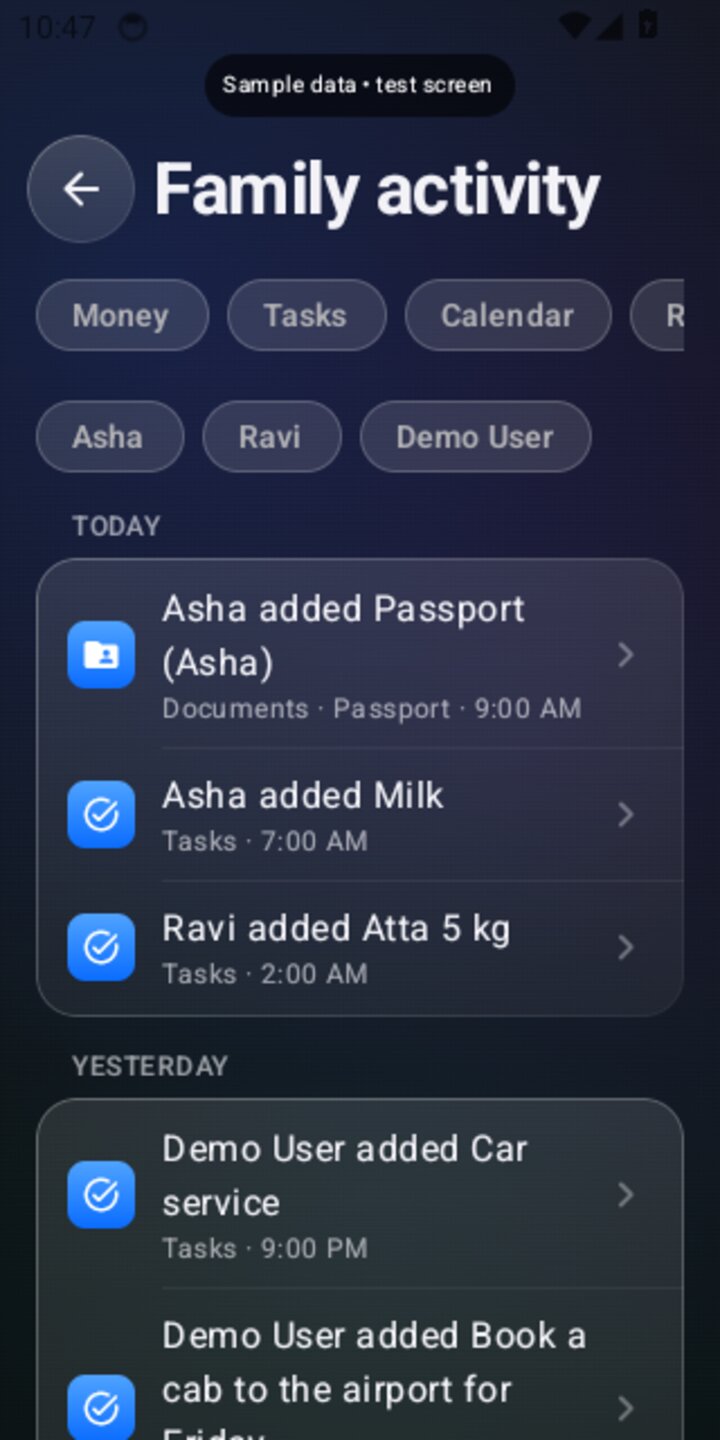 10:47
Sample data • test screen
Family activity
Money
Tasks
Calendar
R
Asha
Ravi
Demo User
TODAY
Asha added Passport
(Asha)
Documents · Passport · 9:00 AM
Asha added Milk
Tasks · 7:00 AM
Ravi added Atta 5 kg
Tasks · 2:00 AM
YESTERDAY
Demo User added Car
service
Tasks · 9:00 PM
Demo User added Book a
cab to the airport for
Friday